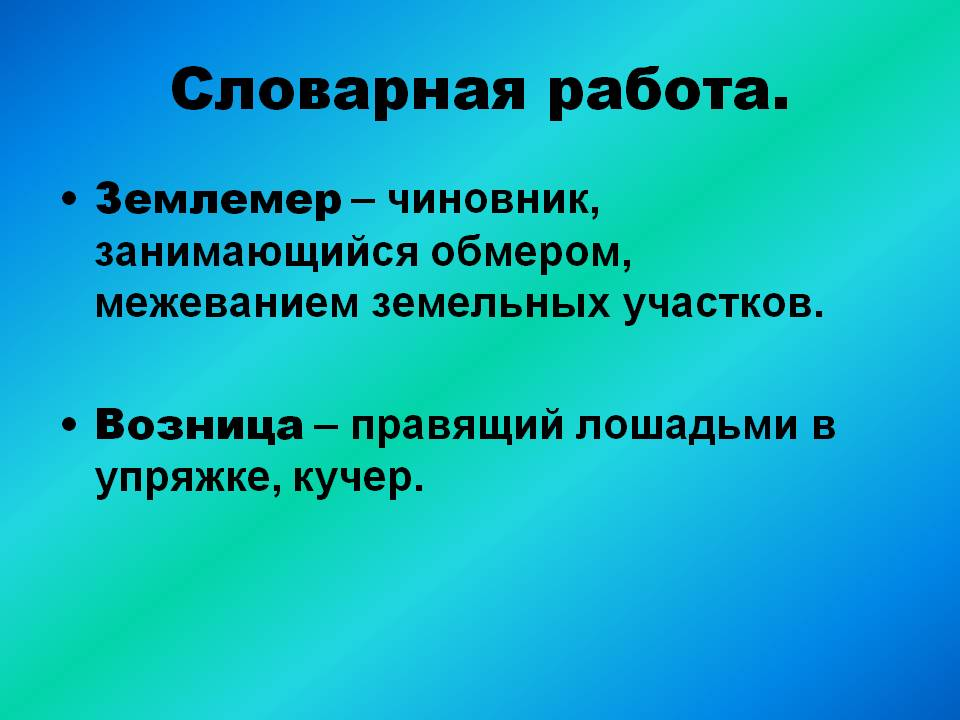 Словарная работа.
• Землемер – чиновник,
занимающийся обмером,
межеванием земельных участков.
• Возница – правящий лошадьми в
упряжке, кучер.